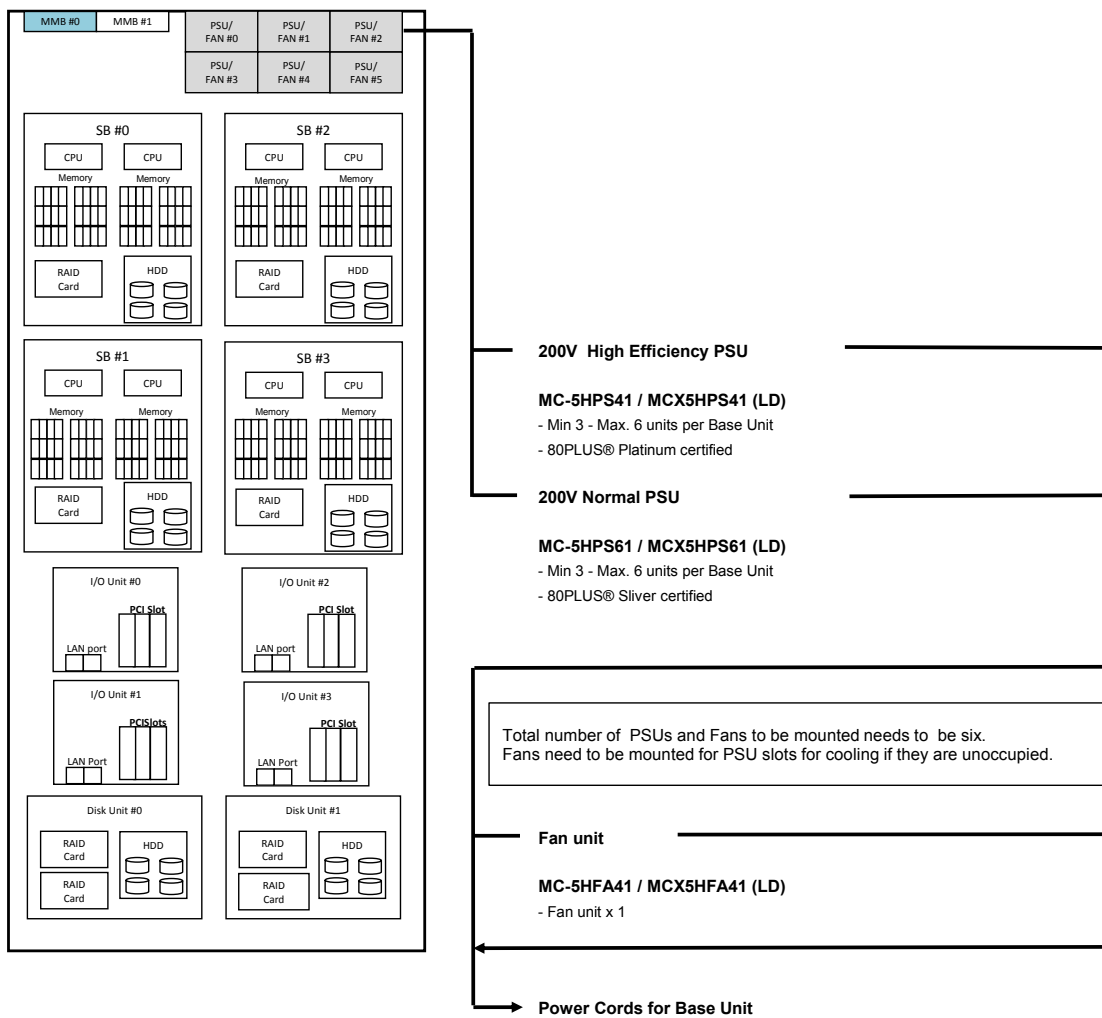 MMB #0 MMB #1
PSU/ PSU/ PSU/
FAN #0 FAN #1 FAN #2
PSU/ PSU/ PSU/
FAN #3 FAN #4 FAN #5
SB #0
CPU CPU
Memory Memory
RAID
Card
HDD
SB #2
CPU CPU
Memory Memory
RAID
Card
HDD
SB #1
CPU CPU
Memory Memory
RAID
Card
HDD
SB #3
CPU CPU
Memory Memory
RAID
Card
HDD
I/O Unit #0
PCI Slot
LAN port
I/O Unit #2
PCI Slot
LAN port
I/O Unit #1
PCISlots
LAN Port
I/O Unit #3
PCI Slot
LAN Port
Disk Unit #0
RAID
Card
HDD
RAID
Card
Disk Unit #1
RAID
Card
HDD
RAID
Card
200V High Efficiency PSU
MC-5HPS41 / MCX5HPS41 (LD)
- Min 3 - Max. 6 units per Base Unit
- 80PLUS® Platinum certified
200V Normal PSU
MC-5HPS61 / MCX5HPS61 (LD)
- Min 3 - Max. 6 units per Base Unit
- 80PLUS® Sliver certified
Total number of PSUs and Fans to be mounted needs to be six.
Fans need to be mounted for PSU slots for cooling if they are unoccupied.
Fan unit
MC-5HFA41 / MCX5HFA41 (LD)
- Fan unit x 1
Power Cords for Base Unit